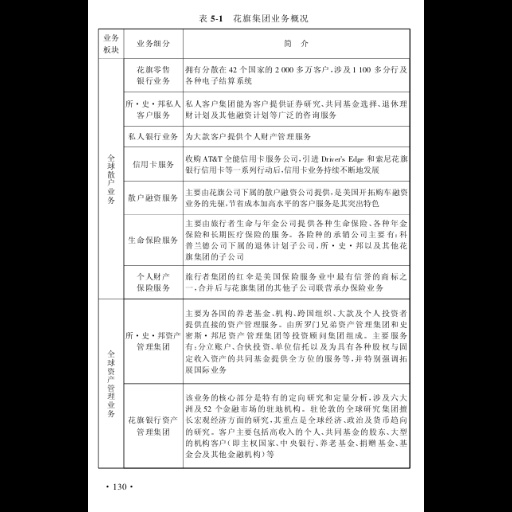 表 5-1 花旗集团业务概况
业务
板块
业务细分
简 介
全球散户业务
花旗零售
银行业务
拥有分散在 42 个国家的 2 000 多万客户,涉及 1 100 多分行及
各种电子结算系统
所·史·邦私人
客户服务
私人客户集团能为客户提供证券研究、共同基金选择、退休理
财计划及其他融资计划等广泛的咨询服务
私人银行业务
为大款客户提供个人财产管理服务
信用卡服务
收购 AT&T 全能信用卡服务公司,引进 Driver's Edge 和索尼花旗
银行信用卡等一系列行动后,信用卡业务持续不断地发展
散户融资服务
主要由花旗公司下属的散户融资公司提供,是美国开拓购车融资
业务的先驱,节省成本加高水平的客户服务是其突出特色
生命保险服务
主要由旅行者生命与年金公司提供各种生命保险、各种年金
保险和长期医疗保险的服务。各险种的承销公司主要有:科
普兰德公司下属的退休计划子公司,所·史·邦以及其他花
旗集团的子公司
个人财产
保险服务
旅行者集团的红伞是美国保险服务业中最有信誉的商标之
一,合并后与花旗集团的其他子公司联营承办保险业务
全球资产管理业务
所·史·邦资产
管理集团
主要为各国的养老基金、机构、跨国组织、大款及个人投资者
提供直接的资产管理服务。由所罗门兄弟资产管理集团和史
密斯·邦尼资产管理集团等投资顾问集团组成。主要服务
有:分立账户、合伙投资、单位信托以及为具有各种股权与固
定收入资产的共同基金提供全方位的服务等,并特别强调拓
展国际业务
花旗银行资产
管理集团
该业务的核心部分是特有的定向研究和定量分析,涉及六大
洲及 52 个金融市场的驻地机构。驻伦敦的全球研究集团擅
长宏观经济方面的研究,其重点是全球经济、政治及货币趋向
的研究。客户主要包括高收入的个人、共同基金的股东、大型
的机构客户(即主权国家、中央银行、养老基金、捐赠基金、基
金会及其他金融机构)等
·130·